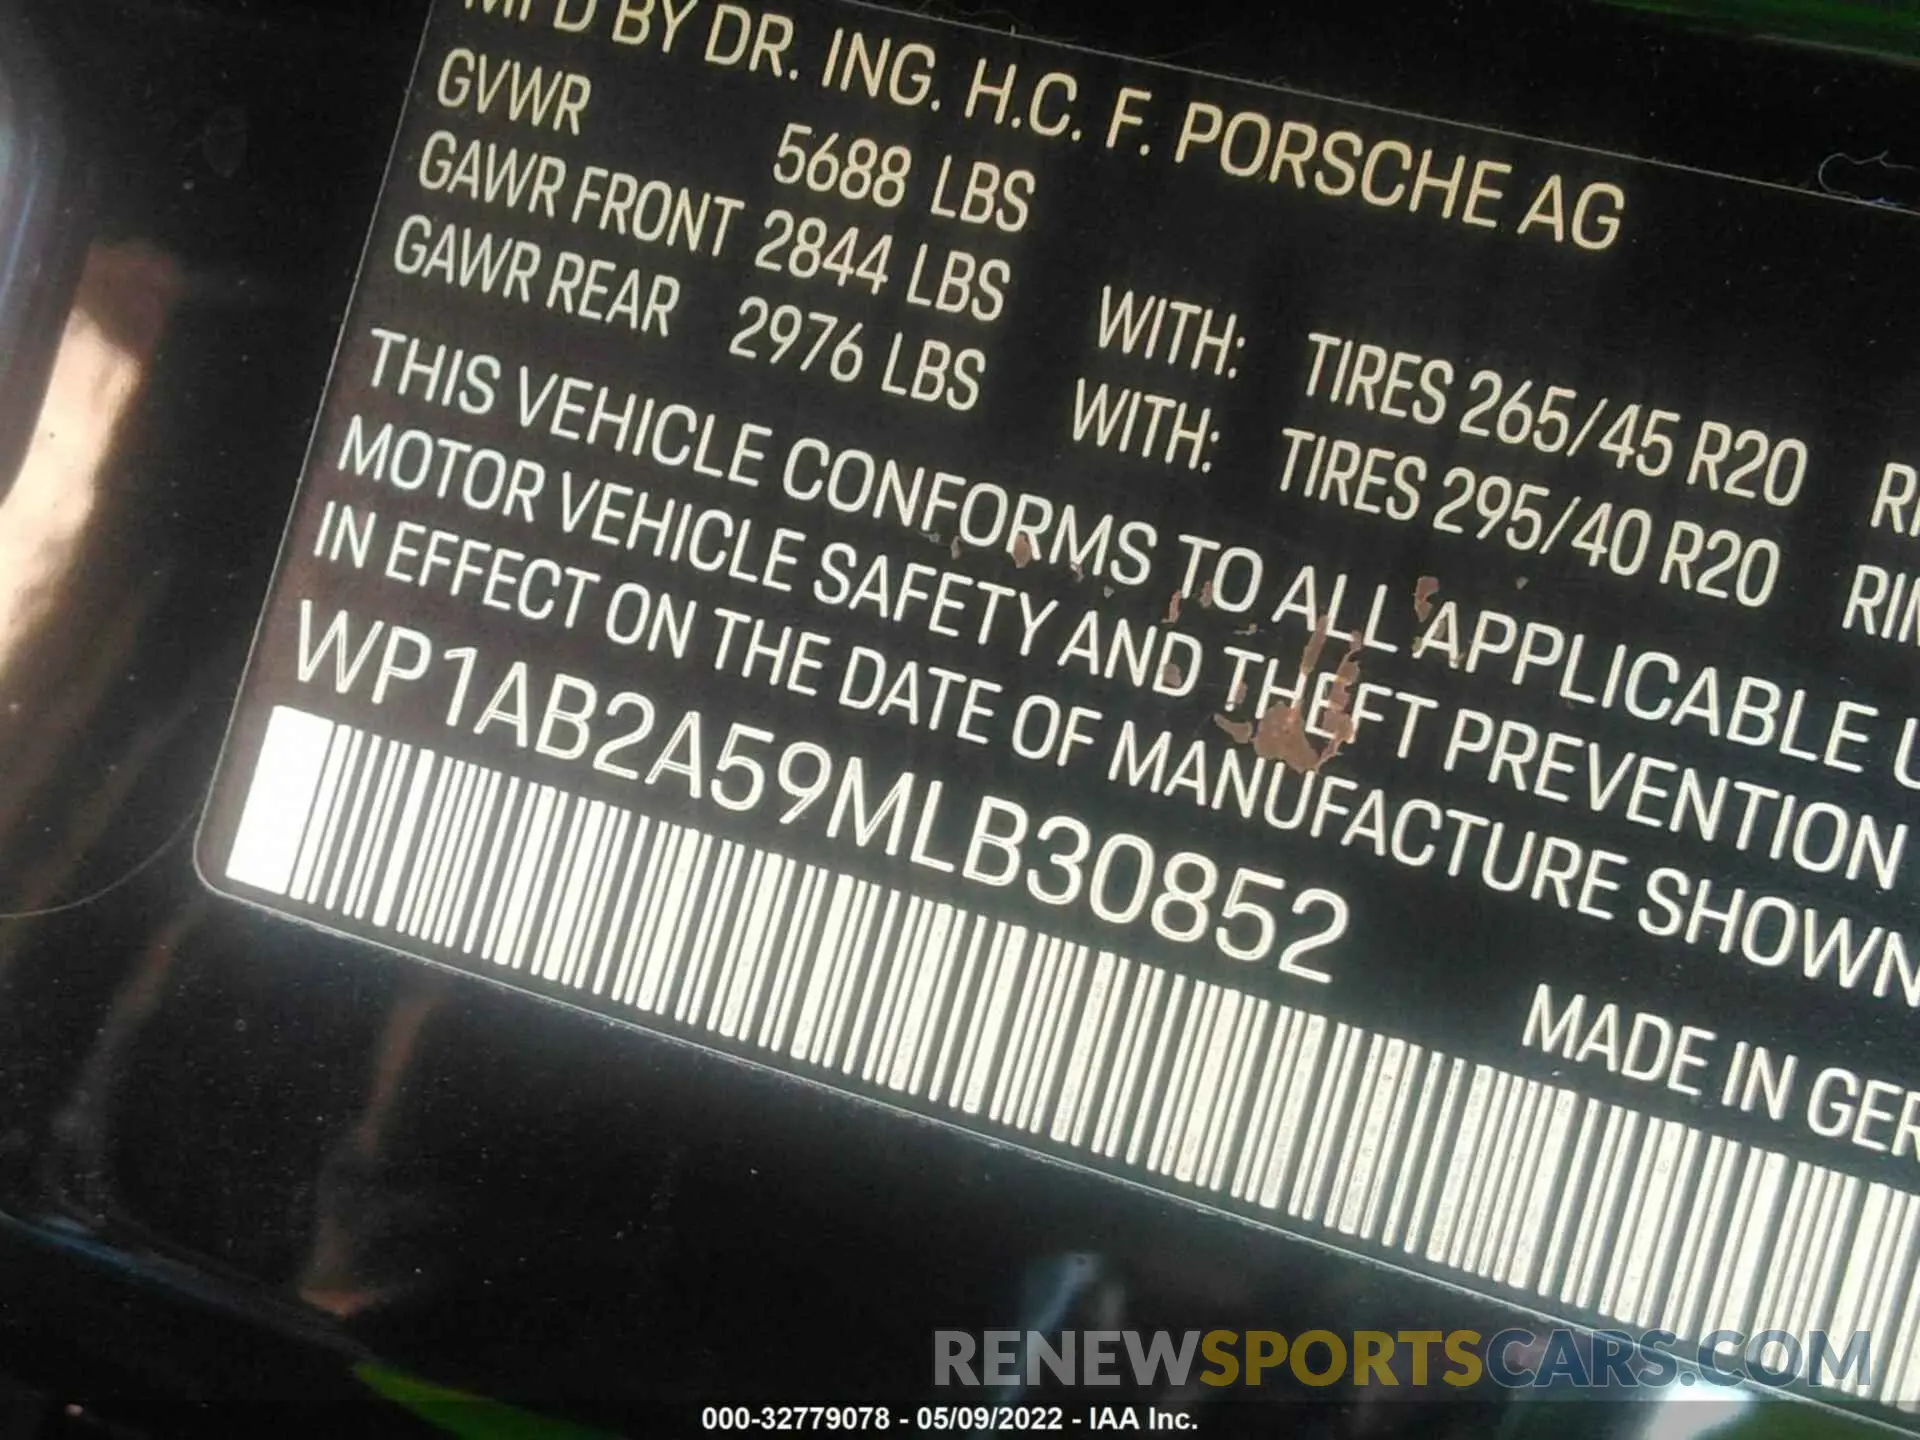 MFD BY DR. ING. H.C. F. PORSCHE AG
GVWR 5688 LBS
GAWR FRONT 2844 LBS WITH: TIRES 265/45 R20
GAWR REAR 2976 LBS WITH: TIRES 295/40 R20
THIS VEHICLE CONFORMS TO ALL APPLICABLE
MOTOR VEHICLE SAFETY AND THEFT PREVENTION
IN EFFECT ON THE DATE OF MANUFACTURE SHOWN
WP1AB2A59MLB30852
MADE IN GER
RENEWSPORTSCARS.COM
000-32779078 - 05/09/2022 - IAA Inc.